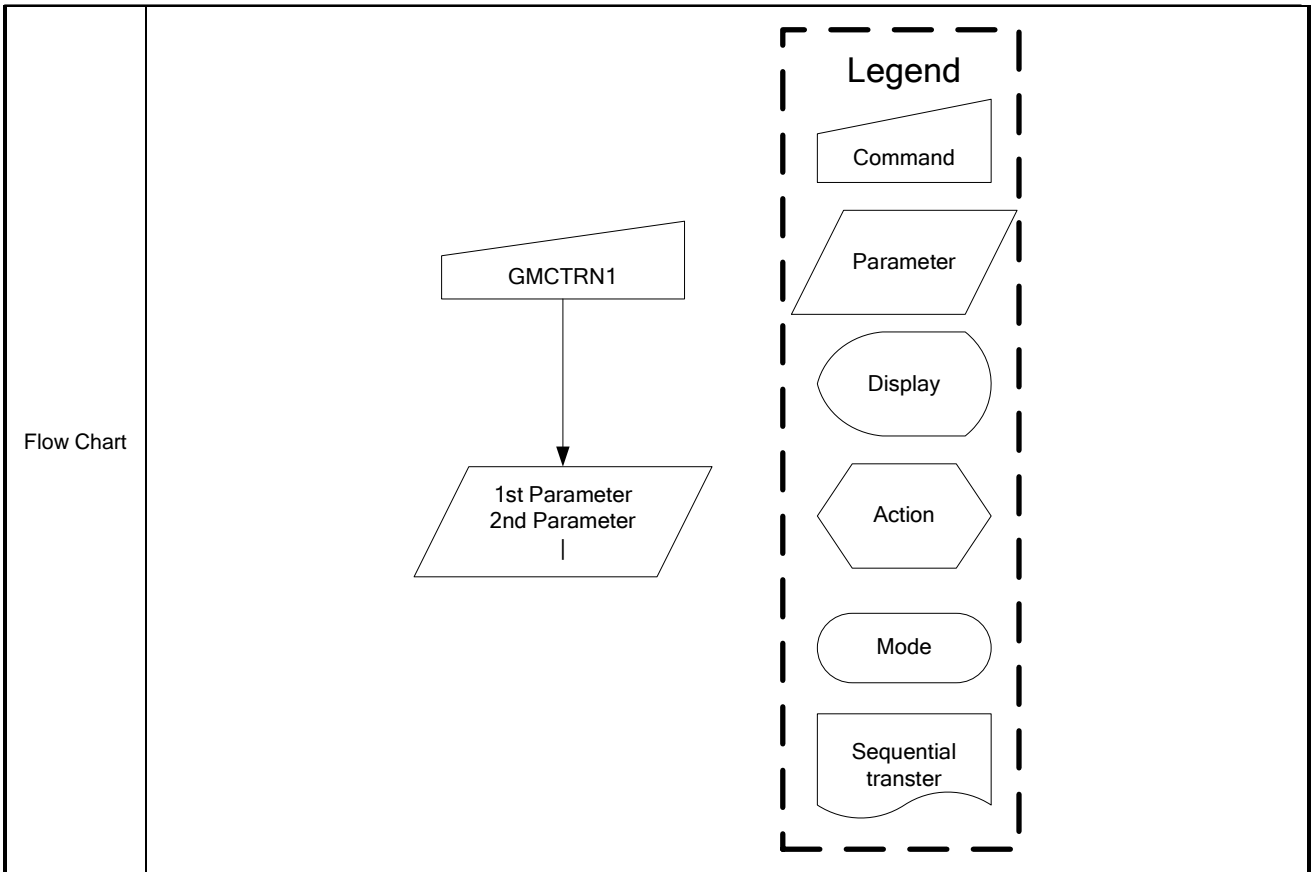 Flow Chart
GMCTRN1
1st Parameter
2nd Parameter
|
Legend
Command
Parameter
Display
Action
Mode
Sequential
transter